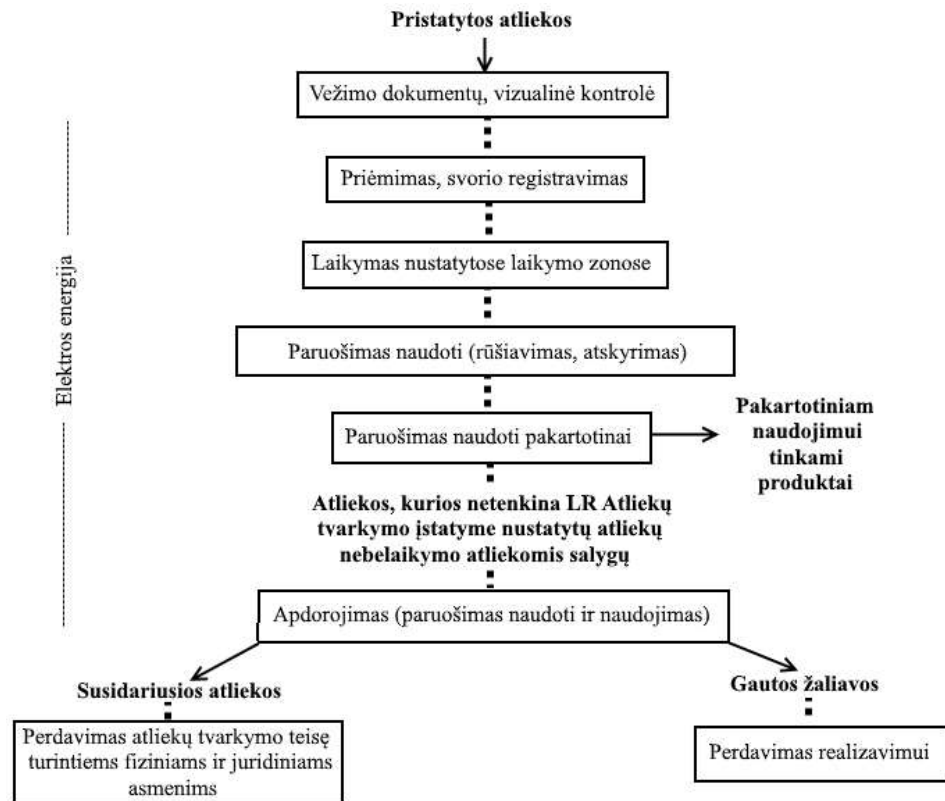 Pristatytos atliekos
Vežimo dokumentų, vizualinė kontrolė
Priėmimas, svorio registravimas
Laikymas nustatytose laikymo zonose
Elektros energija
Paruošimas naudoti (rūšiavimas, atskyrimas)
Paruošimas naudoti pakartotinai
Pakartotiniam
naudojimui
tinkami
produktai
Atliekos, kurios netenkina LR Atliekų
tvarkymo įstatyme nustatytų atliekų
nebelaikymo atliekomis salygų
Apdorojimas (paruošimas naudoti ir naudojimas)
Susidariusios atliekos
Gautos žaliavos
Perdavimas atliekų tvarkymo teisę
turintiems fiziniams ir juridiniams
asmenims
Perdavimas realizavimui